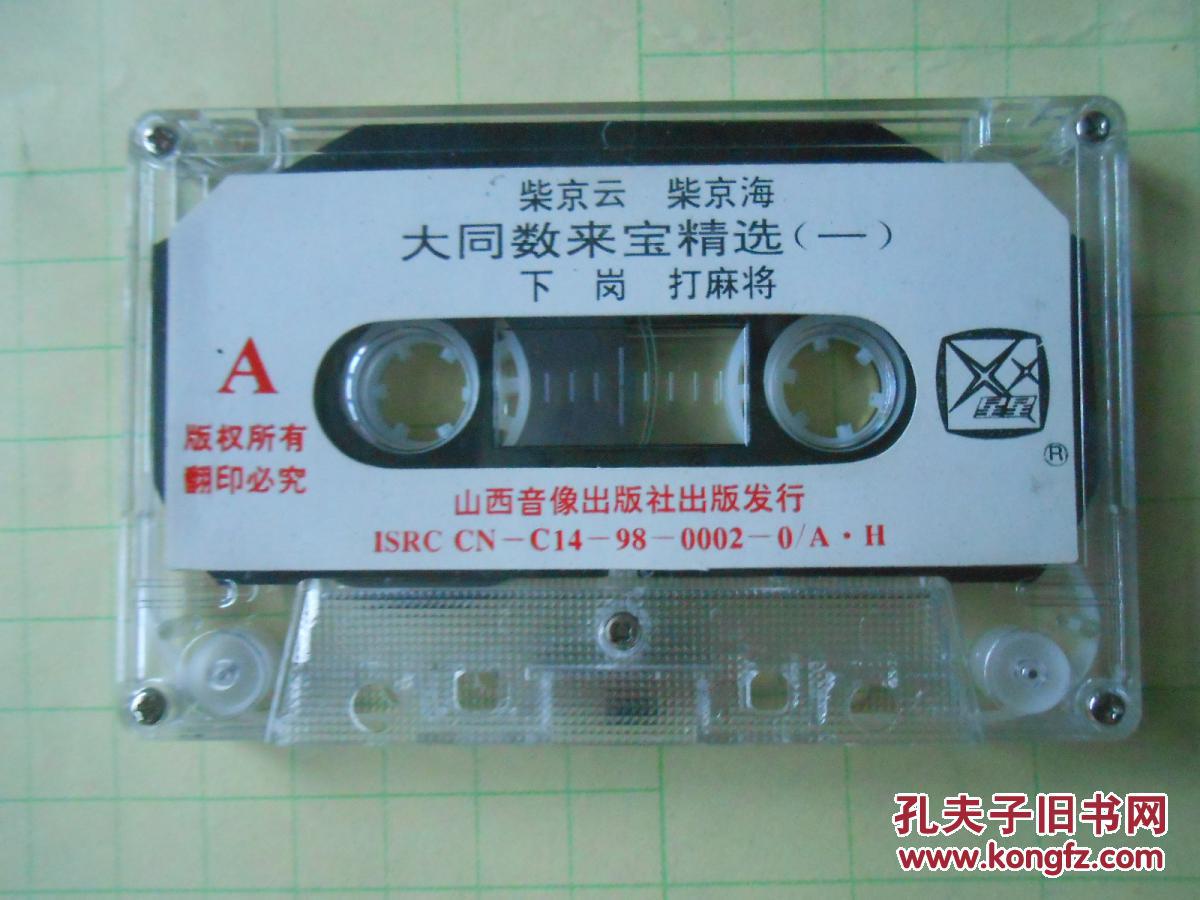 柴京云 柴京海
大同数来宝精选（一）
下 岗 打麻将
A
版权所有
翻印必究
星星
®
山西音像出版社出版发行
ISRC CN－C14－98－0002－0/A·H
孔夫子旧书网
www.kongfz.com